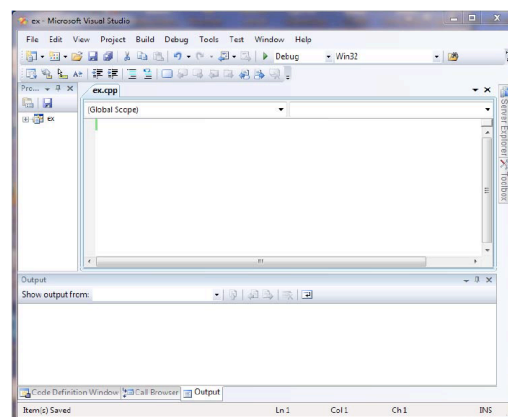 ex - Microsoft Visual Studio
File Edit View Project Build Debug Tools Test Window Help
Debug Win32
Pro...
ex.cpp
(Global Scope)
ex
Server Explorer
Toolbox
Output
Show output from:
Code Definition Window Call Browser Output
Item(s) Saved Ln 1 Col 1 Ch 1 INS